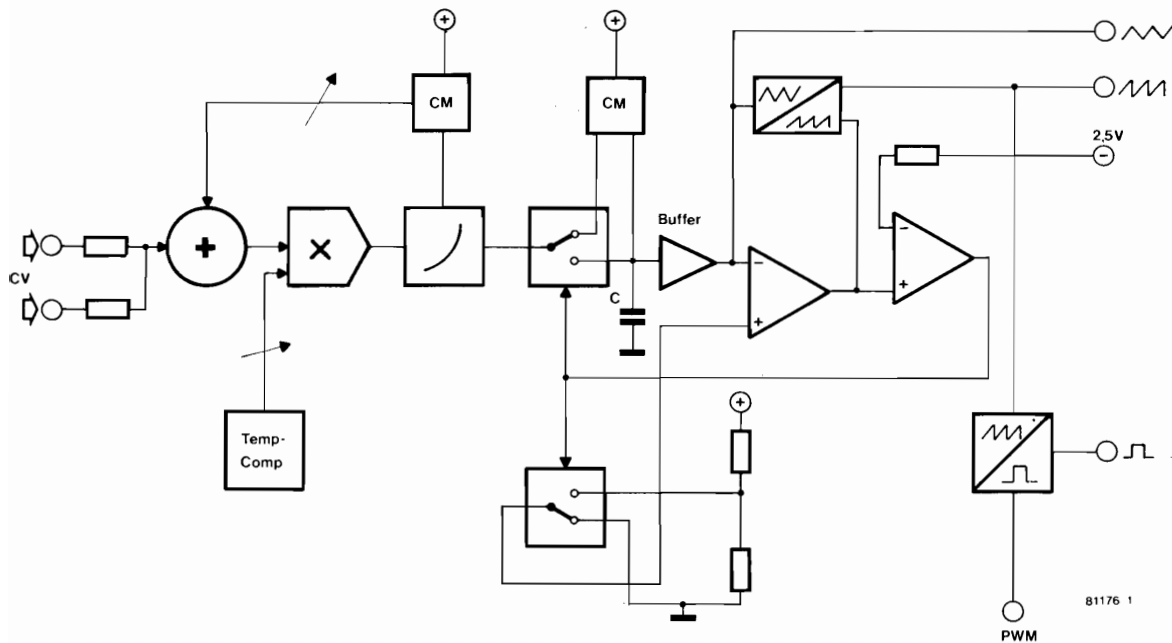 CM
CM
2,5V
Buffer
CV
C
Temp-
Comp
81176 1
PWM